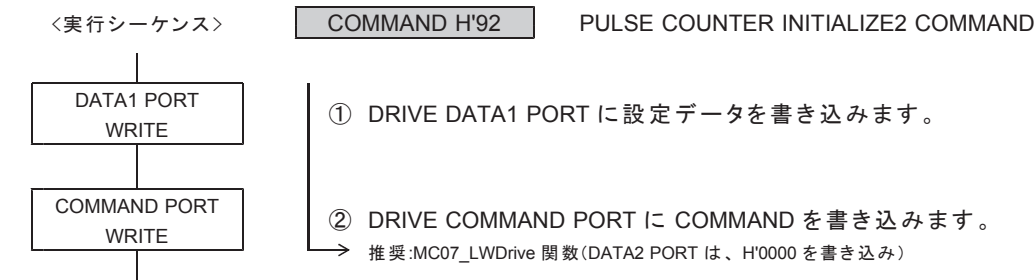 <実行シーケンス>
COMMAND H'92
PULSE COUNTER INITIALIZE2 COMMAND
DATA1 PORT
WRITE
① DRIVE DATA1 PORT に設定データを書き込みます。
COMMAND PORT
WRITE
② DRIVE COMMAND PORT に COMMAND を書き込みます。
推奨:MC07_LWDrive 関数(DATA2 PORT は、H'0000 を書き込み)